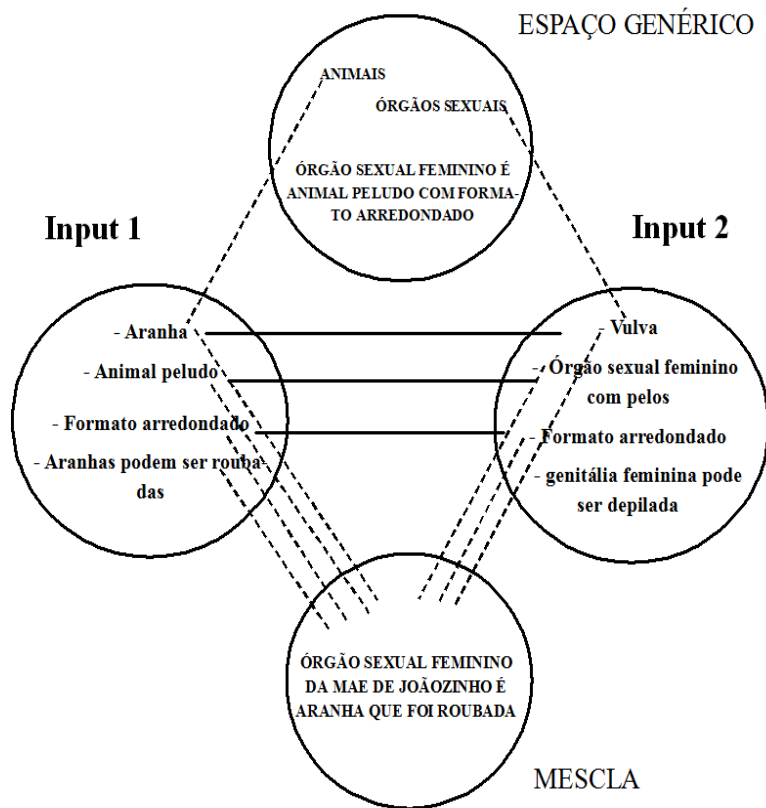 ESPAÇO GENÉRICO
ANIMAIS
ÓRGÃOS SEXUAIS
ÓRGÃO SEXUAL FEMININO É
ANIMAL PELUDO COM FORMA-
TO ARREDONDADO
Input 1
Input 2
- Aranha
- Animal peludo
- Formato arredondado
- Aranhas podem ser rouba-
das
- Vulva
- Órgão sexual feminino
com pelos
- Formato arredondado
- genitália feminina pode
ser depilada
ÓRGÃO SEXUAL FEMININO
DA MAE DE JOÃOZINHO É
ARANHA QUE FOI ROUBADA
MESCLA